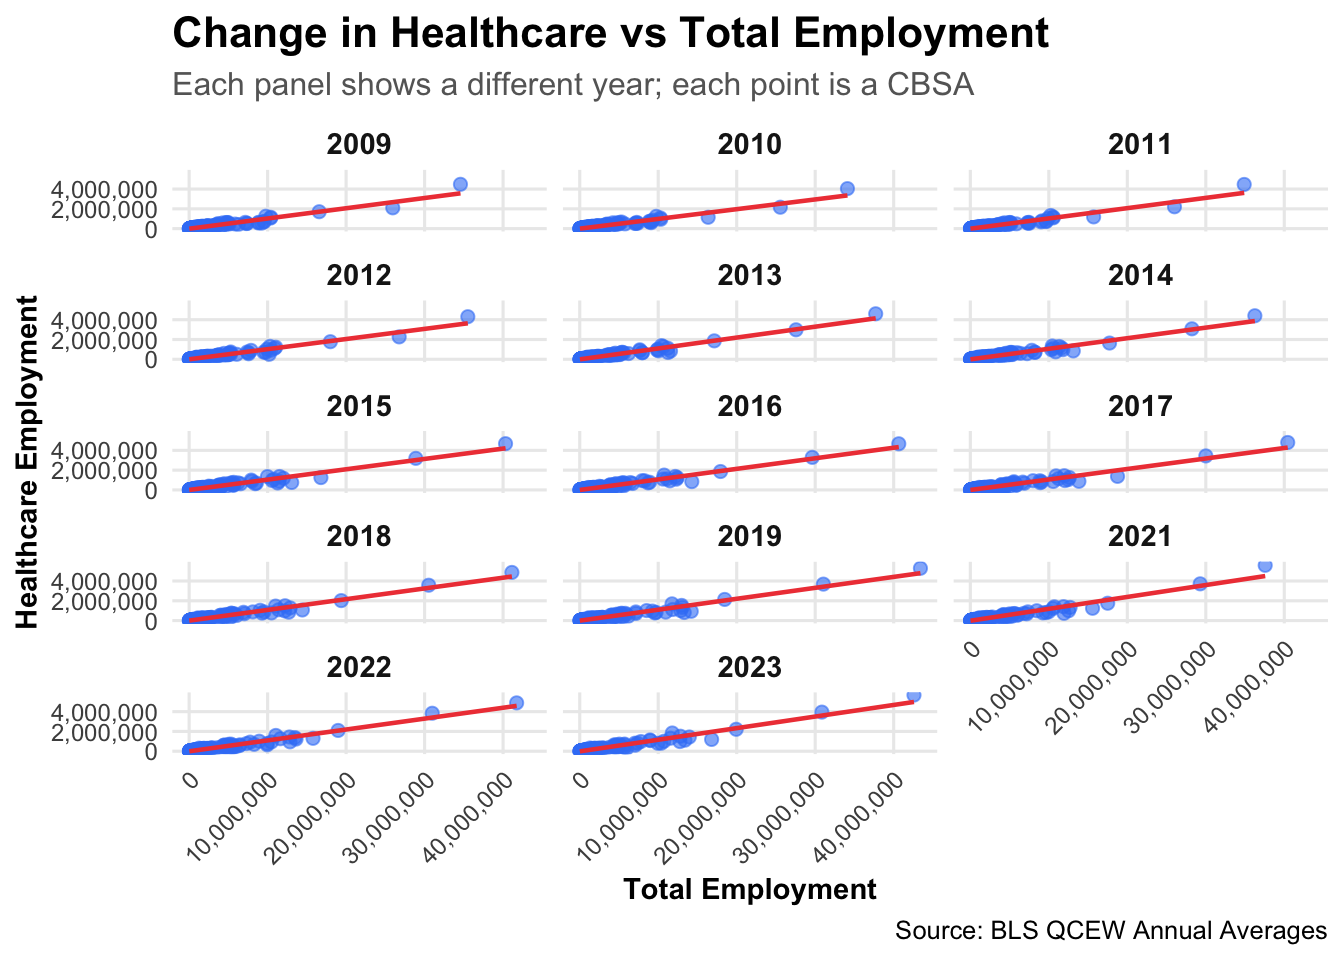 Change in Healthcare vs Total Employment
Each panel shows a different year; each point is a CBSA
2009 2010 2011
4,000,000
2,000,000
0
2012 2013 2014
4,000,000
2,000,000
0
2015 2016 2017
4,000,000
2,000,000
0
2018 2019 2021
4,000,000
2,000,000
0
0 10,000,000 20,000,000 30,000,000 40,000,000
2022 2023
4,000,000
2,000,000
0
0 10,000,000 20,000,000 30,000,000 40,000,000 0 10,000,000 20,000,000 30,000,000 40,000,000
Healthcare Employment
Total Employment
Source: BLS QCEW Annual Averages